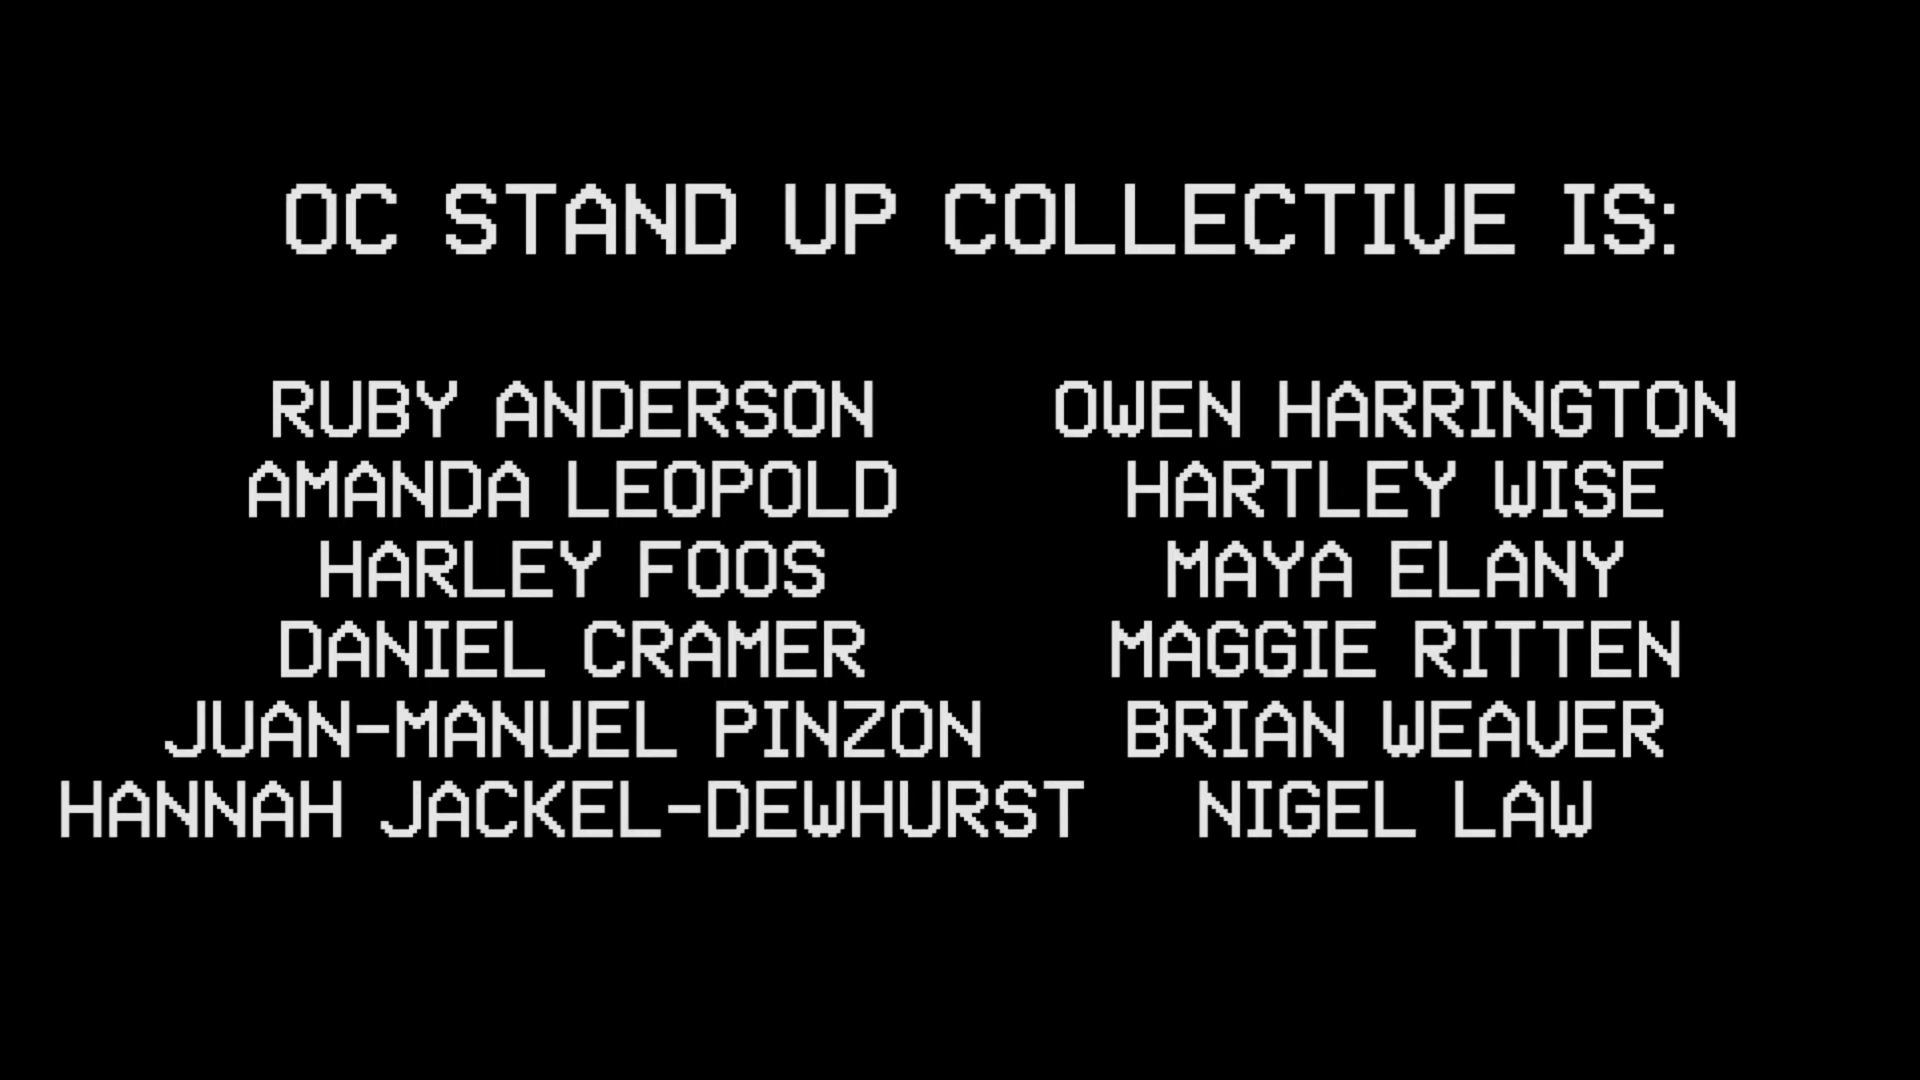 OC STAND UP COLLECTIVE IS:
RUBY ANDERSON
AMANDA LEOPOLD
HARLEY FOOS
DANIEL CRAMER
JUAN-MANUEL PINZON
HANNAH JACKEL-DEWHURST
OWEN HARRINGTON
HARTLEY WISE
MAYA ELANY
MAGGIE RITTEN
BRIAN WEAVER
NIGEL LAW